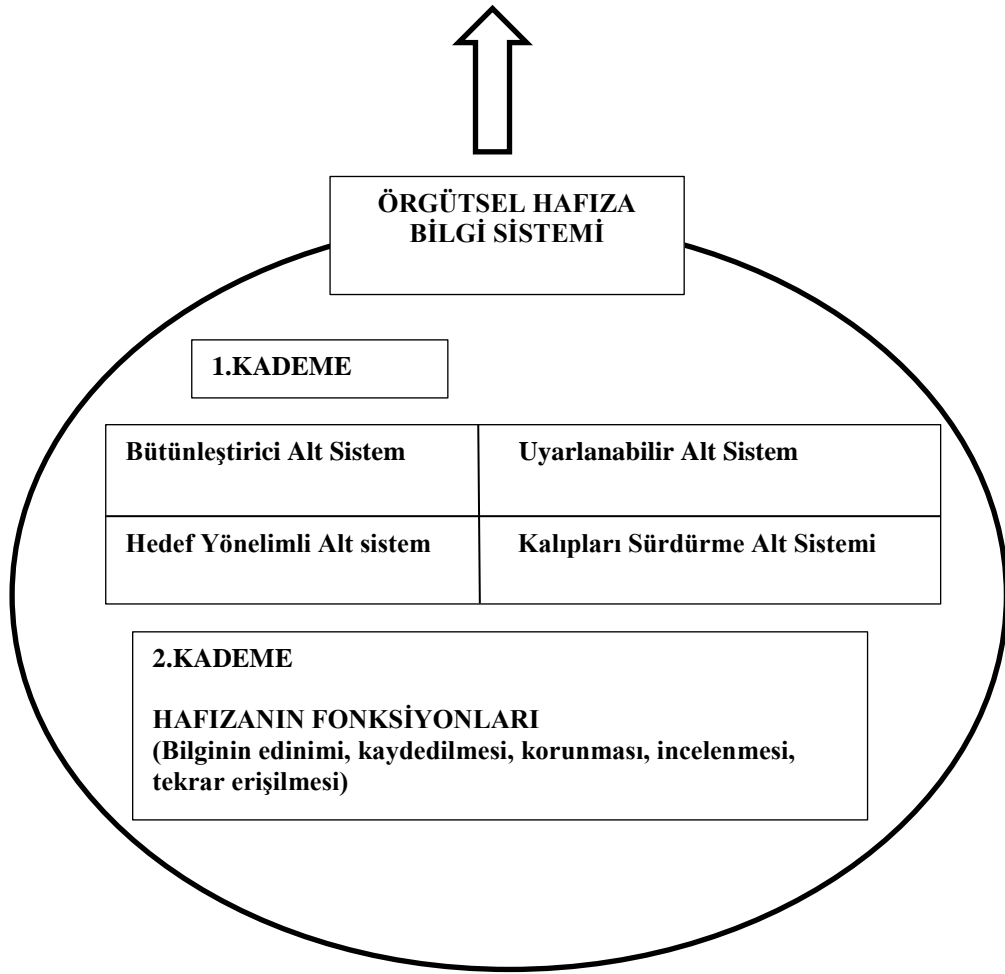 ÖRGÜTSEL HAFIZA
BİLGİ SİSTEMİ
1.KADEME
Bütünleştirici Alt Sistem
Uyarlanabilir Alt Sistem
Hedef Yönelimli Alt sistem
Kalıpları Sürdürme Alt Sistemi
2.KADEME
HAFIZANIN FONKSİYONLARI
(Bilginin edinimi, kaydedilmesi, korunması, incelenmesi,
tekrar erişilmesi)